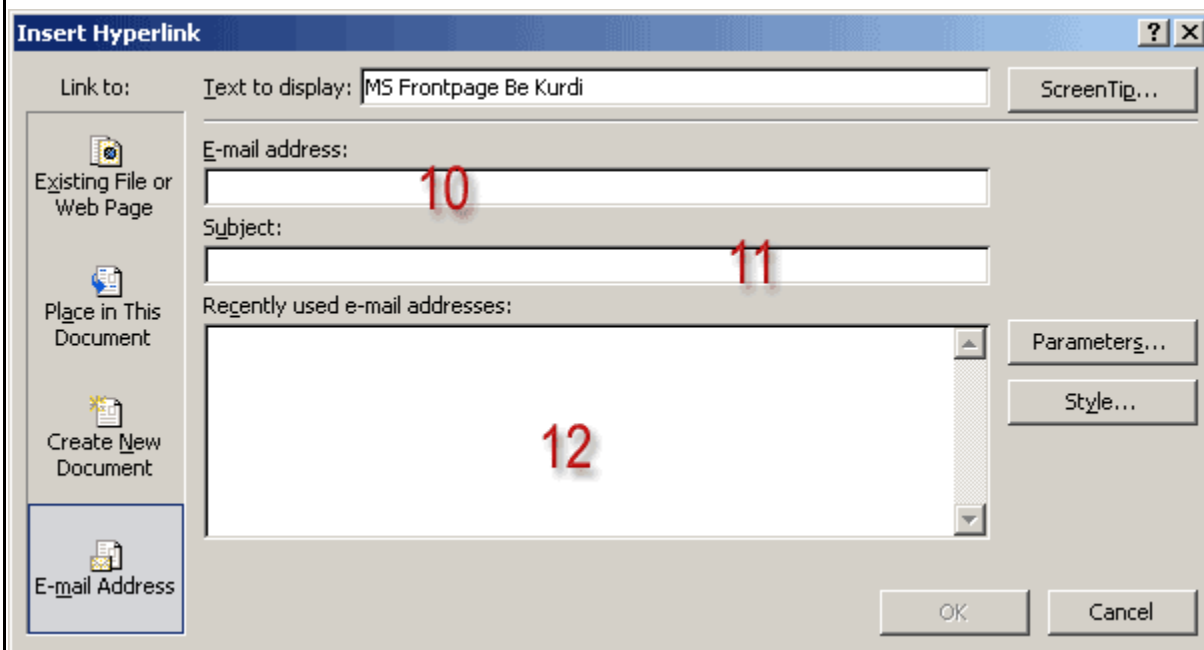 Insert Hyperlink
Link to:
Text to display: MS Frontpage Be Kurdi
ScreenTip...
Existing File or
Web Page
Place in This
Document
Create New
Document
E-mail Address
E-mail address:
10
Subject:
11
Recently used e-mail addresses:
12
Parameters...
Style...
OK
Cancel